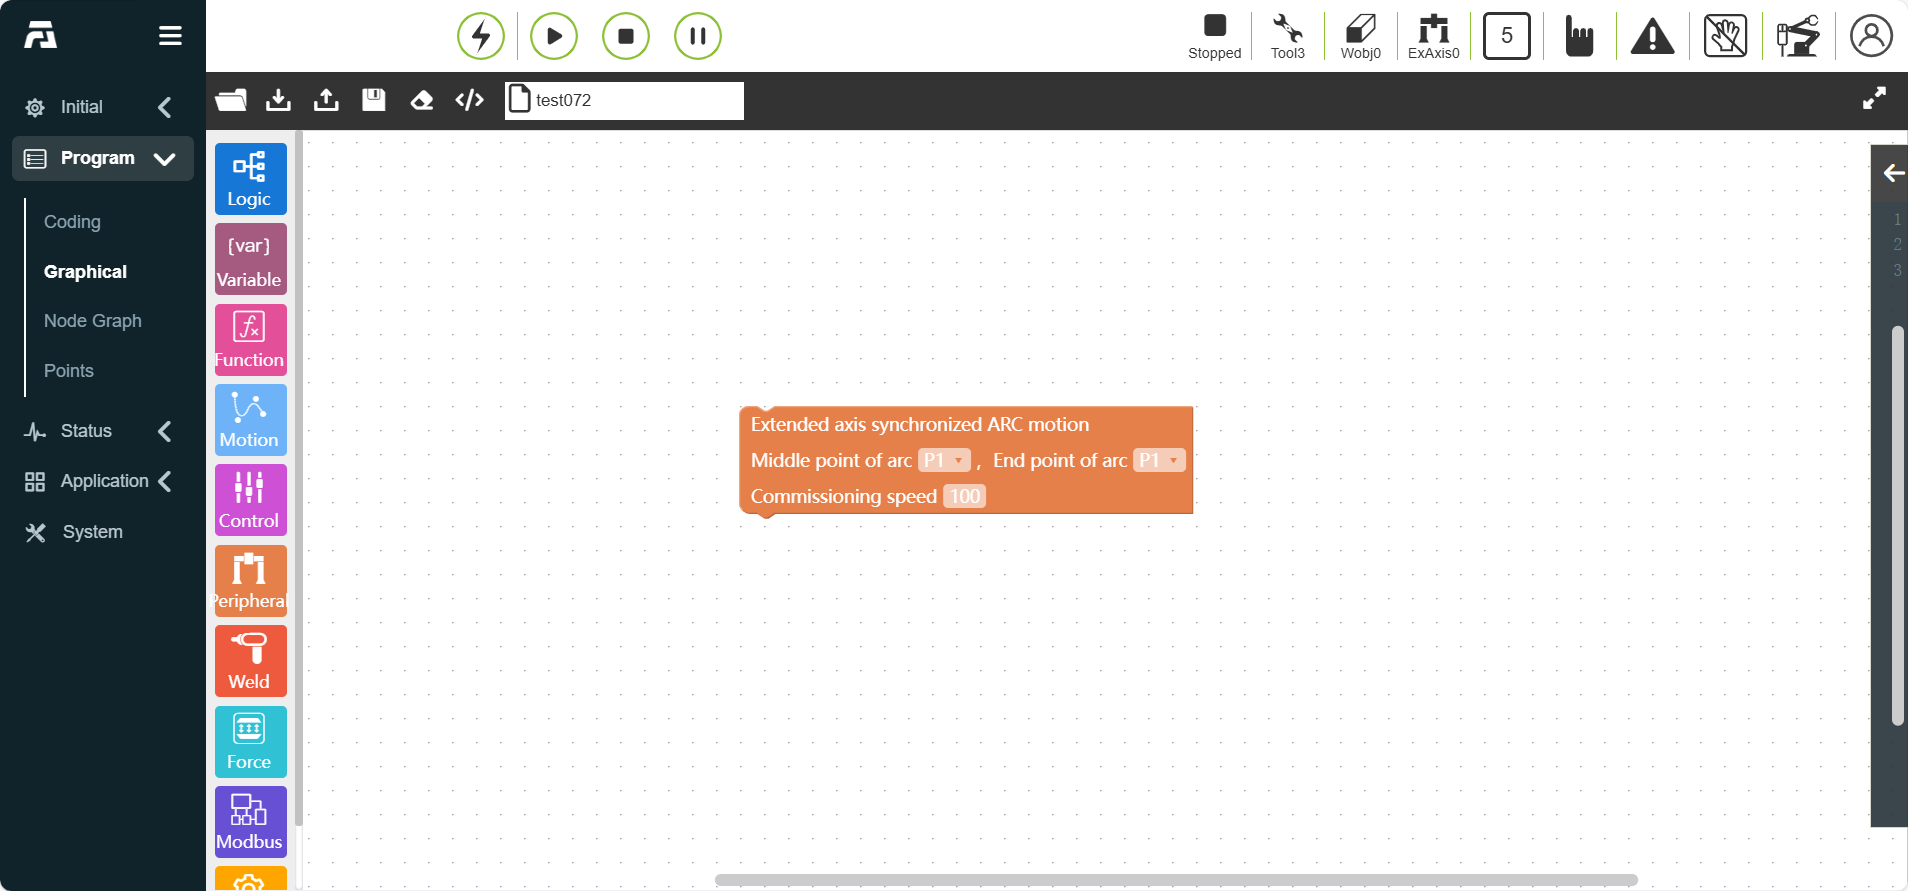 Stopped
Tool3
Wobj0
ExAxis0
5
Initial
Program
Coding
Graphical
Node Graph
Points
Status
Application
System
test072
Logic
{var}
Variable
fx
Function
Motion
Control
Peripheral
Weld
Force
Modbus
Extended axis synchronized ARC motion
Middle point of arc P1 , End point of arc P1
Commissioning speed 100
1
2
3